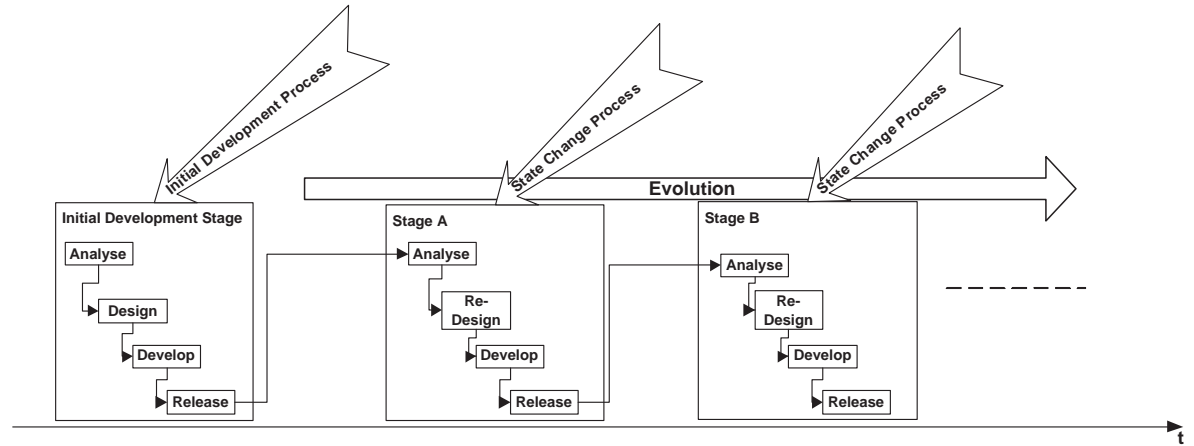 Initial Development Process
State Change Process
State Change Process
Evolution
Initial Development Stage
Analyse
Design
Develop
Release
Stage A
Analyse
Re-
Design
Develop
Release
Stage B
Analyse
Re-
Design
Develop
Release
t